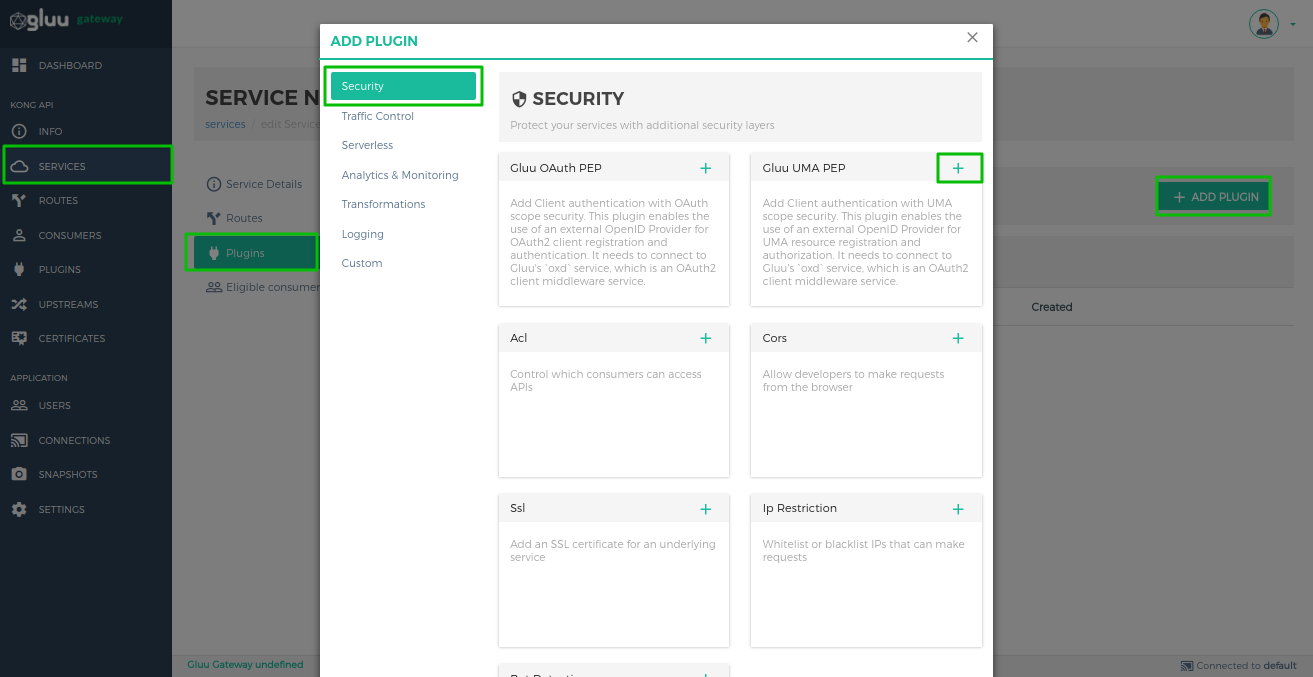 gluu gateway
DASHBOARD
KONG API
INFO
SERVICES
ROUTES
CONSUMERS
PLUGINS
UPSTREAMS
CERTIFICATES
APPLICATION
USERS
CONNECTIONS
SNAPSHOTS
SETTINGS
SERVICE N
services / edit Service
Service Details
Routes
Plugins
Eligible consumer
ADD PLUGIN
Security
Traffic Control
Serverless
Analytics & Monitoring
Transformations
Logging
Custom
SECURITY
Protect your services with additional security layers
Gluu OAuth PEP
Add Client authentication with OAuth
scope security. This plugin enables the
use of an external OpenID Provider for
OAuth2 client registration and
authentication. It needs to connect to
Gluu's `oxd` service, which is an OAuth2
client middleware service.
Gluu UMA PEP
Add Client authentication with UMA
scope security. This plugin enables the
use of an external OpenID Provider for
UMA resource registration and
authorization. It needs to connect to
Gluu's `oxd` service, which is an OAuth2
client middleware service.
Acl
Control which consumers can access
APIs
Cors
Allow developers to make requests
from the browser
Ssl
Add an SSL certificate for an underlying
service
Ip Restriction
Whitelist or blacklist IPs that can make
requests
+ ADD PLUGIN
Created
Gluu Gateway undefined
Connected to default